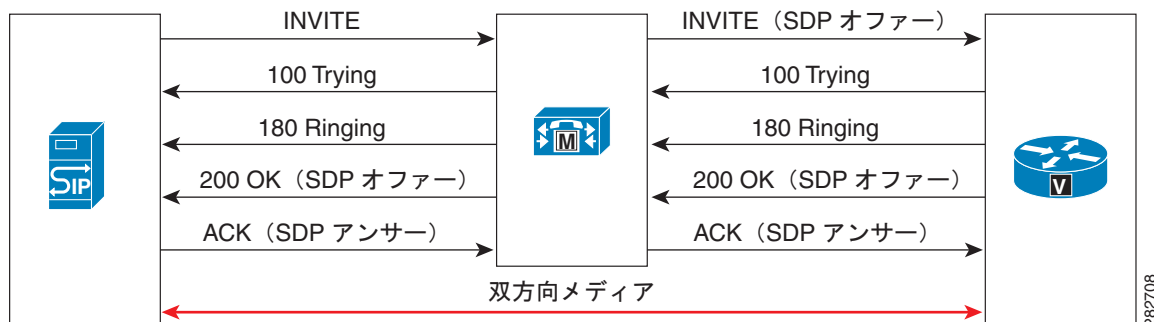 INVITE
INVITE（SDP オファー）
100 Trying
100 Trying
180 Ringing
180 Ringing
M
SIP
V
200 OK（SDP オファー）
200 OK（SDP オファー）
ACK（SDP アンサー）
ACK（SDP アンサー）
双方向メディア
282708